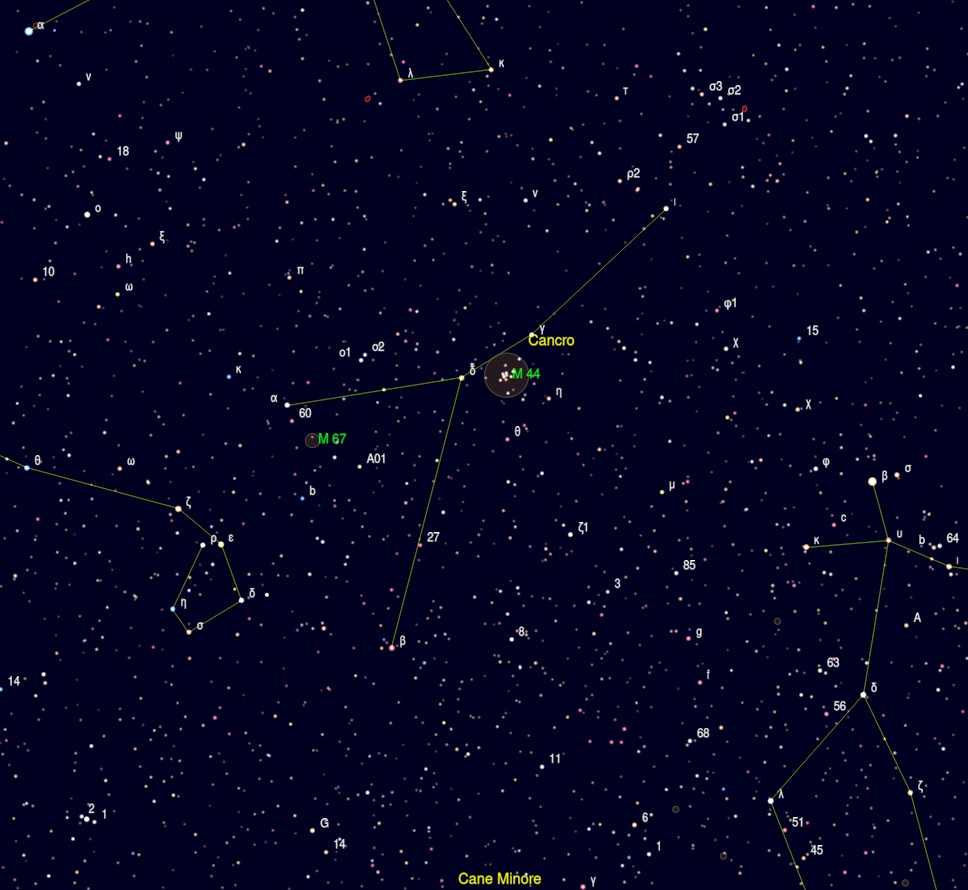 α
ν
λ
κ
τ
σ3
σ2
σ1
ψ
18
57
ρ2
ξ
ν
ι
ο
ξ
h
ω
10
π
φ1
15
χ
γ
Cancro
ο1
ο2
κ
δ
M 44
η
χ
α
60
M 67
θ
A01
θ
ω
φ
β
σ
b
μ
ζ
27
ζ1
c
κ
υ
b
64
ι
ρ
ε
85
3
δ
η
σ
A
8
g
β
63
δ
14
f
56
68
11
λ
ζ
2
1
G
6
51
14
1
45
Cane Minore
γ